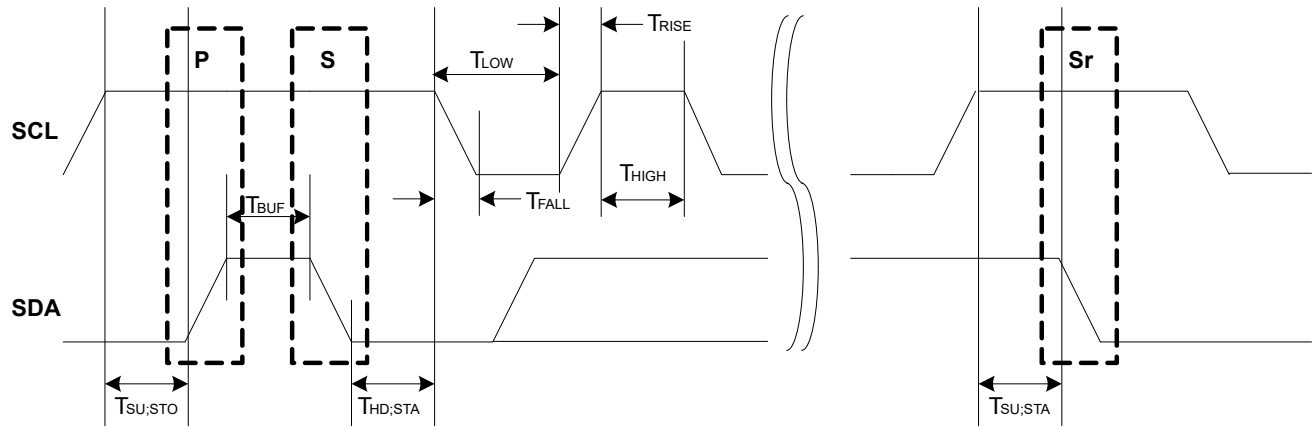 P
S
TRISE
Sr
TLOW
SCL
THIGH
TFALL
TBUF
SDA
TSU;STO
THD;STA
TSU;STA